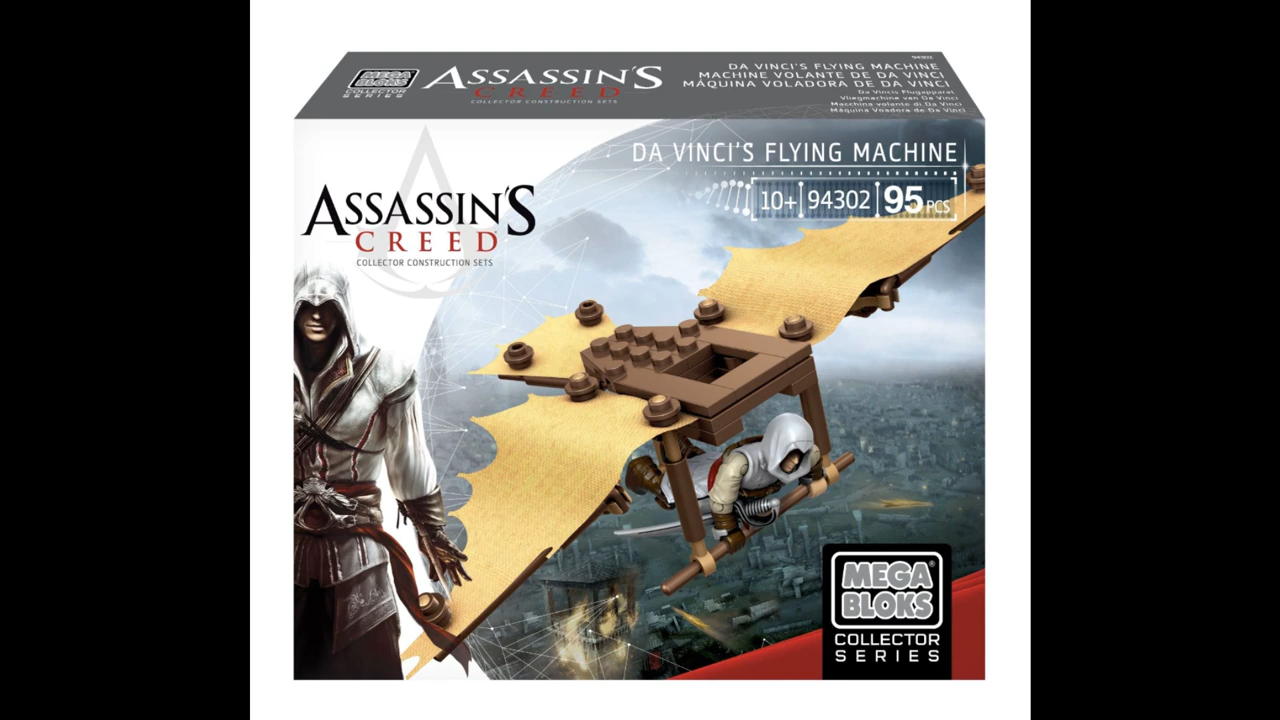 94302
MEGA BLOKS
COLLECTOR SERIES
ASSASSIN'S CREED
COLLECTOR CONSTRUCTION SETS
DA VINCI'S FLYING MACHINE
MACHINE VOLANTE DE DA VINCI
MÁQUINA VOLADORA DE DA VINCI
Da Vincis Flugapparat
Vliegmachine van Da Vinci
Macchina volante di Da Vinci
Máquina Voadora de Da Vinci
DA VINCI'S FLYING MACHINE
10+ 94302 95 PCS
ASSASSIN'S
CREED
COLLECTOR CONSTRUCTION SETS
MEGA
BLOKS®
COLLECTOR
SERIES